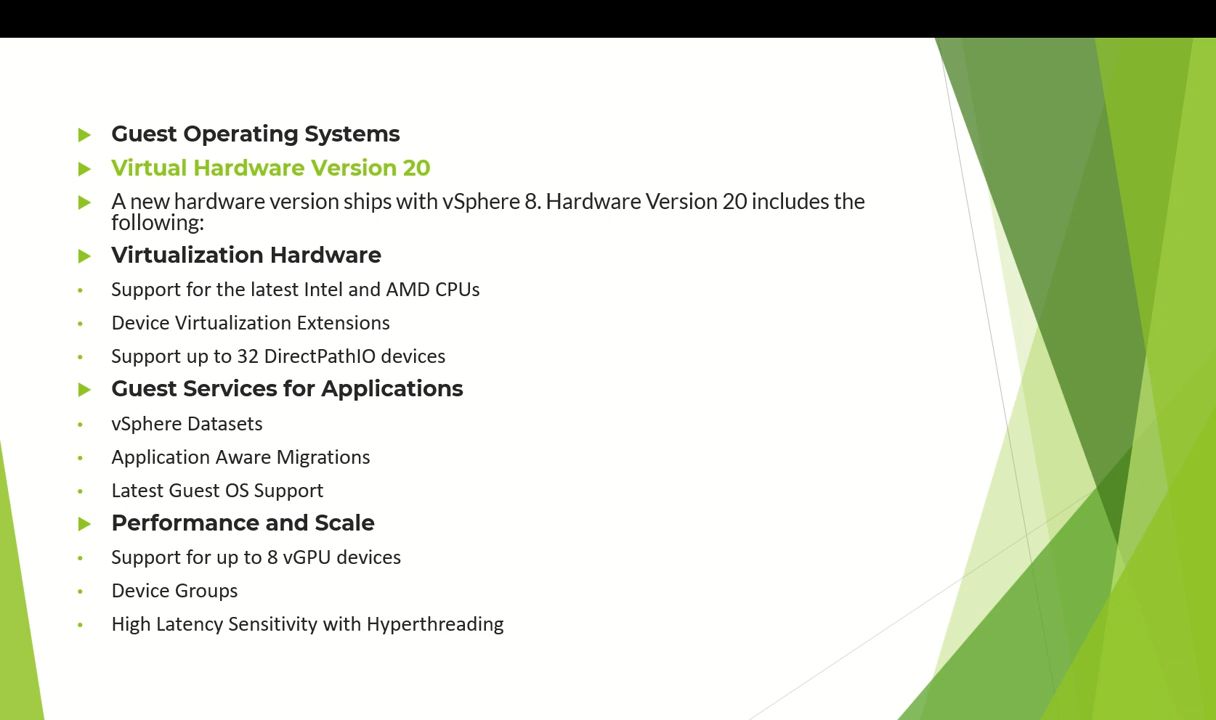 Guest Operating Systems
Virtual Hardware Version 20
A new hardware version ships with vSphere 8. Hardware Version 20 includes the
following:
Virtualization Hardware
Support for the latest Intel and AMD CPUs
Device Virtualization Extensions
Support up to 32 DirectPathIO devices
Guest Services for Applications
vSphere Datasets
Application Aware Migrations
Latest Guest OS Support
Performance and Scale
Support for up to 8 vGPU devices
Device Groups
High Latency Sensitivity with Hyperthreading